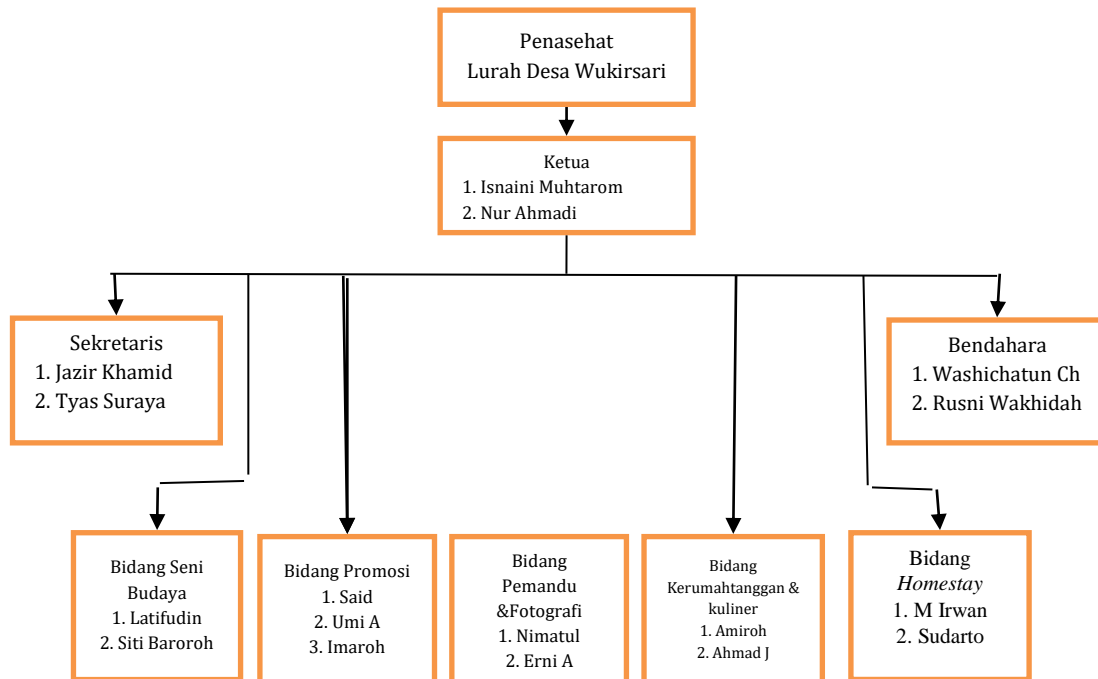 Penasehat
Lurah Desa Wukirsari
Ketua
1. Isnaini Muhtarom
2. Nur Ahmadi
Sekretaris
1. Jazir Khamid
2. Tyas Suraya
Bendahara
1. Washichatun Ch
2. Rusni Wakhidah
Bidang Seni
Budaya
1. Latifudin
2. Siti Baroroh
Bidang Promosi
1. Said
2. Umi A
3. Imaroh
Bidang
Pemandu
&Fotografi
1. Nimatul
2. Erni A
Bidang
Kerumahtanggan &
kuliner
1. Amiroh
2. Ahmad J
Bidang
Homestay
1. M Irwan
2. Sudarto